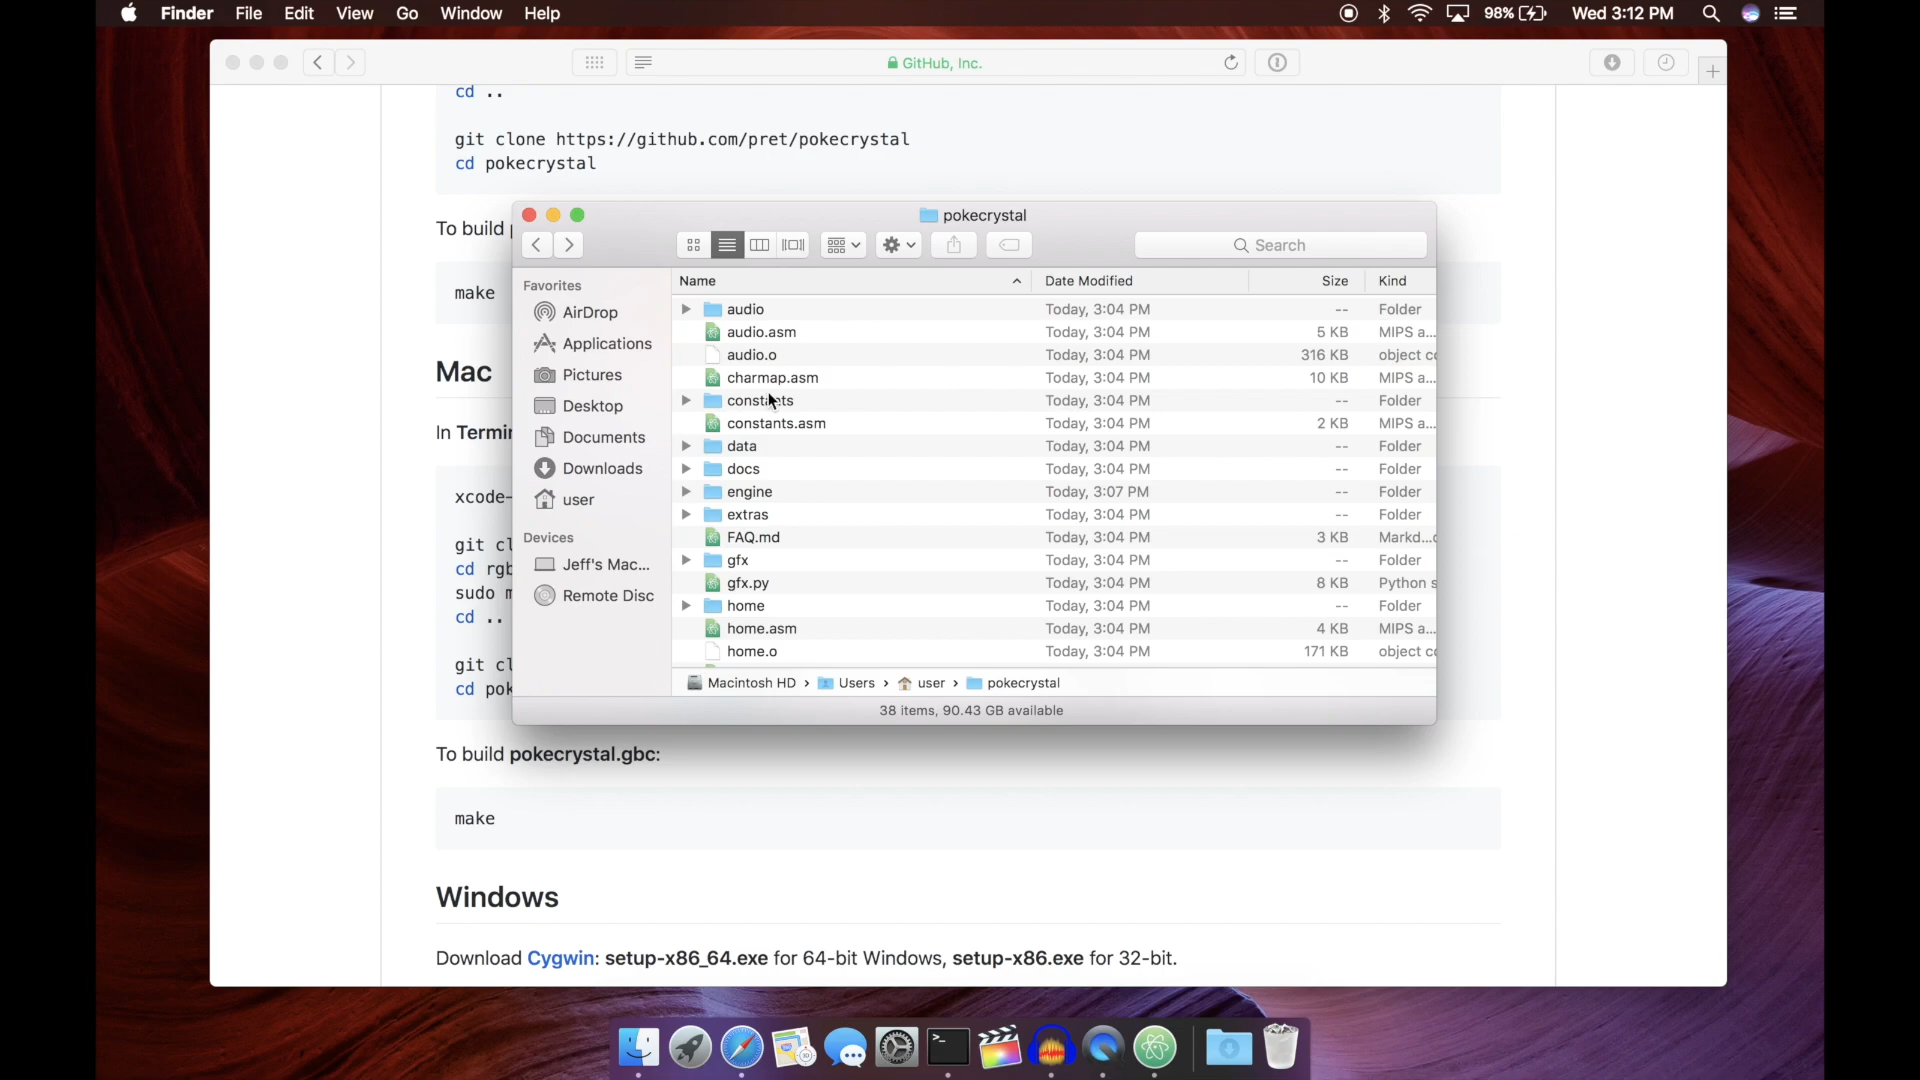 Finder File Edit View Go Window Help 98% Wed 3:12 PM
GitHub, Inc.
cd ..
git clone https://github.com/pret/pokecrystal
cd pokecrystal
To build
make
Mac
In Termin
xcode-
git cl
cd rgb
sudo m
cd ..
git cl
cd pok
pokecrystal
Search
Favorites
AirDrop
Applications
Pictures
Desktop
Documents
Downloads
user
Devices
Jeff's Mac...
Remote Disc
Name Date Modified Size Kind
audio Today, 3:04 PM -- Folder
audio.asm Today, 3:04 PM 5 KB MIPS a...
audio.o Today, 3:04 PM 316 KB object co
charmap.asm Today, 3:04 PM 10 KB MIPS a...
constants Today, 3:04 PM -- Folder
constants.asm Today, 3:04 PM 2 KB MIPS a...
data Today, 3:04 PM -- Folder
docs Today, 3:04 PM -- Folder
engine Today, 3:07 PM -- Folder
extras Today, 3:04 PM -- Folder
FAQ.md Today, 3:04 PM 3 KB Markd...
gfx Today, 3:04 PM -- Folder
gfx.py Today, 3:04 PM 8 KB Python s
home Today, 3:04 PM -- Folder
home.asm Today, 3:04 PM 4 KB MIPS a...
home.o Today, 3:04 PM 171 KB object co
Macintosh HD › Users › user › pokecrystal
38 items, 90.43 GB available
To build pokecrystal.gbc:
make
Windows
Download Cygwin: setup-x86_64.exe for 64-bit Windows, setup-x86.exe for 32-bit.